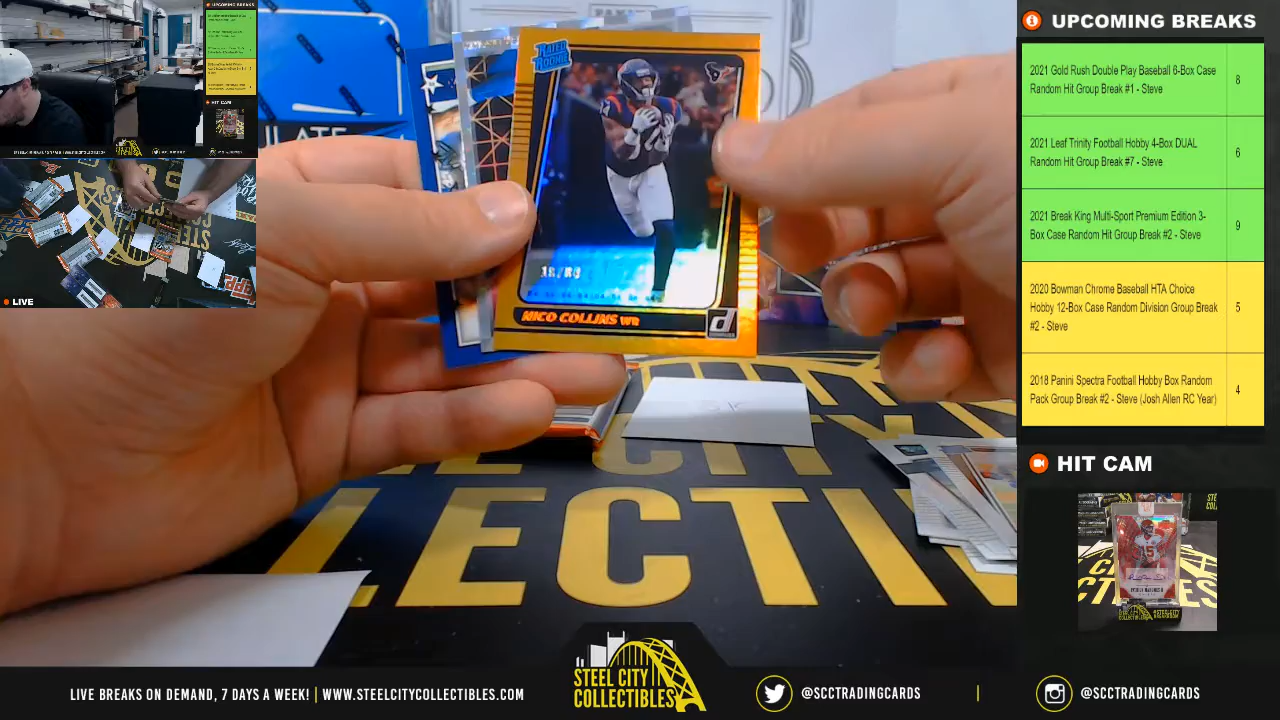 UPCOMING BREAKS
2021 Gold Rush Double Play Baseball 6-Box Case
Random Hit Group Break #1 - Steve
8
2021 Leaf Trinity Football Hobby 4-Box DUAL
Random Hit Group Break #7 - Steve
6
2021 Break King Multi-Sport Premium Edition 3-
Box Case Random Hit Group Break #2 - Steve
9
2020 Bowman Chrome Baseball HTA Choice
Hobby 12-Box Case Random Division Group Break
#2 - Steve
5
2018 Panini Spectra Football Hobby Box Random
Pack Group Break #2 - Steve (Josh Allen RC Year)
4
HIT CAM
LIVE
RATED
ROOKIE
NICO COLLINS WR
LECTI
STEEL CITY
COLLECTIBLES
LIVE BREAKS ON DEMAND, 7 DAYS A WEEK! | WWW.STEELCITYCOLLECTIBLES.COM
@SCCTRADINGCARDS
@SCCTRADINGCARDS